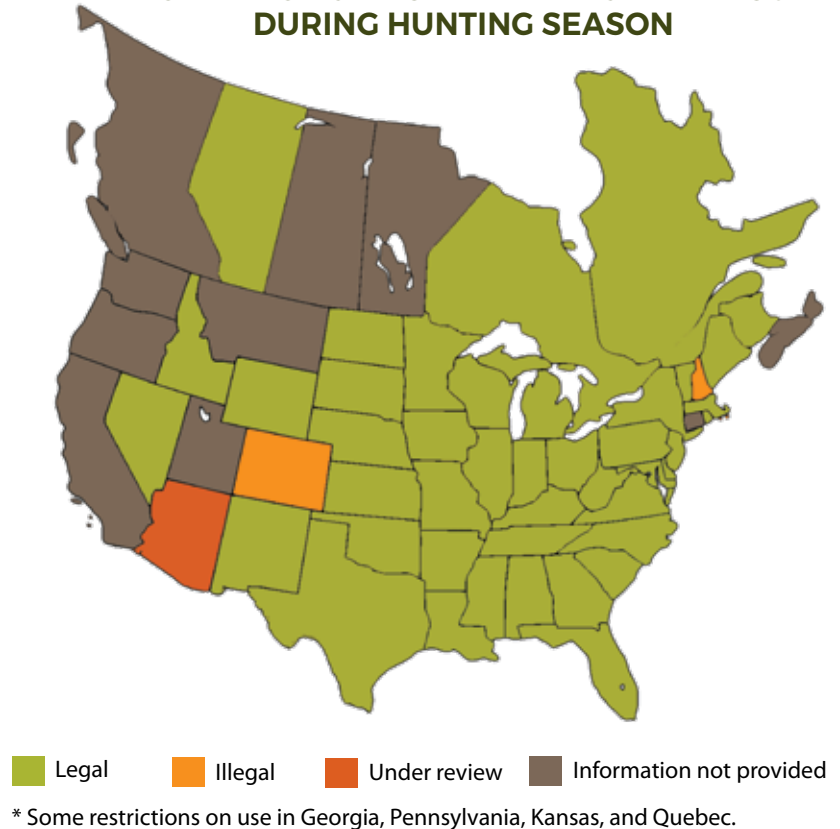 DURING HUNTING SEASON
Legal
Illegal
Under review
Information not provided
* Some restrictions on use in Georgia, Pennsylvania, Kansas, and Quebec.